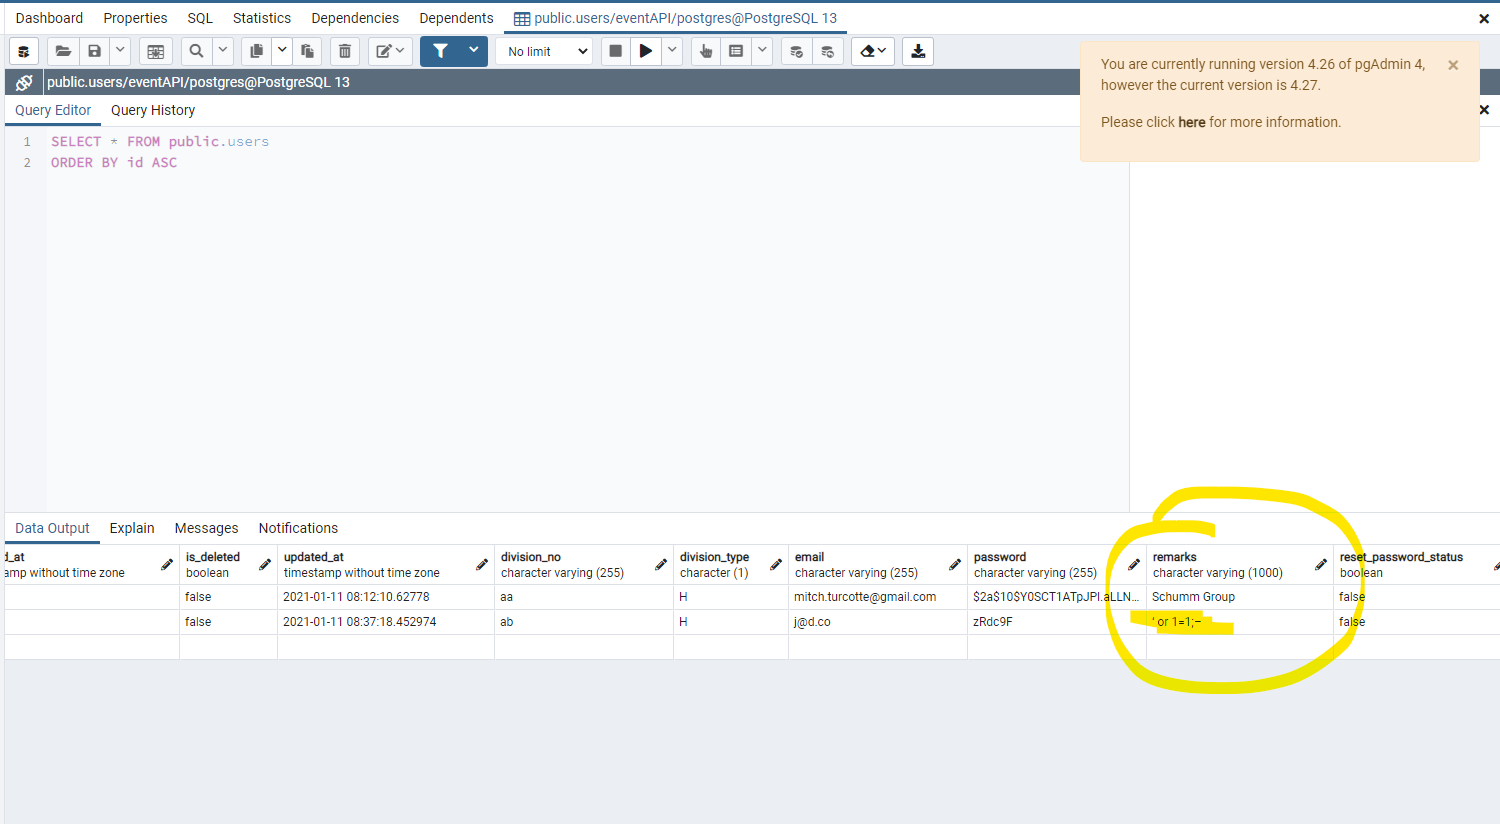 Dashboard Properties SQL Statistics Dependencies Dependents public.users/eventAPI/postgres@PostgreSQL 13
No limit
You are currently running version 4.26 of pgAdmin 4,
however the current version is 4.27.
Please click here for more information.
public.users/eventAPI/postgres@PostgreSQL 13
Query Editor Query History
1 SELECT * FROM public.users
2 ORDER BY id ASC
Data Output Explain Messages Notifications
d_at is_deleted updated_at division_no division_type email password remarks reset_password_status
amp without time zone boolean timestamp without time zone character varying (255) character (1) character varying (255) character varying (255) character varying (1000) boolean
false 2021-01-11 08:12:10.62778 aa H mitch.turcotte@gmail.com $2a$10$Y0SCT1ATpJPI.aLLN... Schumm Group false
false 2021-01-11 08:37:18.452974 ab H j@d.co zRdc9F ' or 1=1;– false